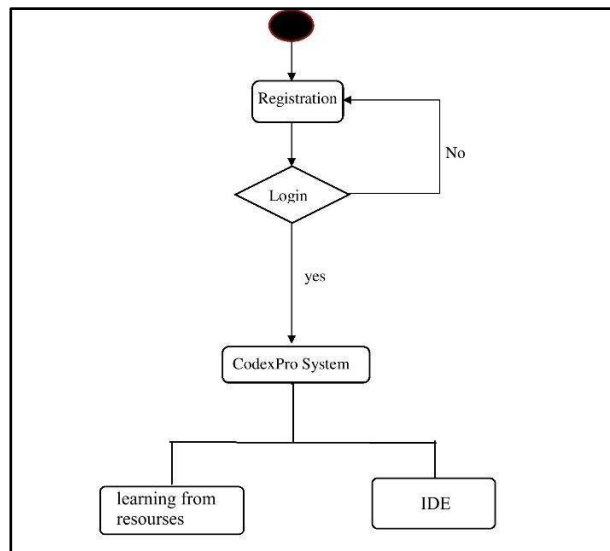 Registration
No
Login
yes
CodexPro System
learning from
resourses
IDE